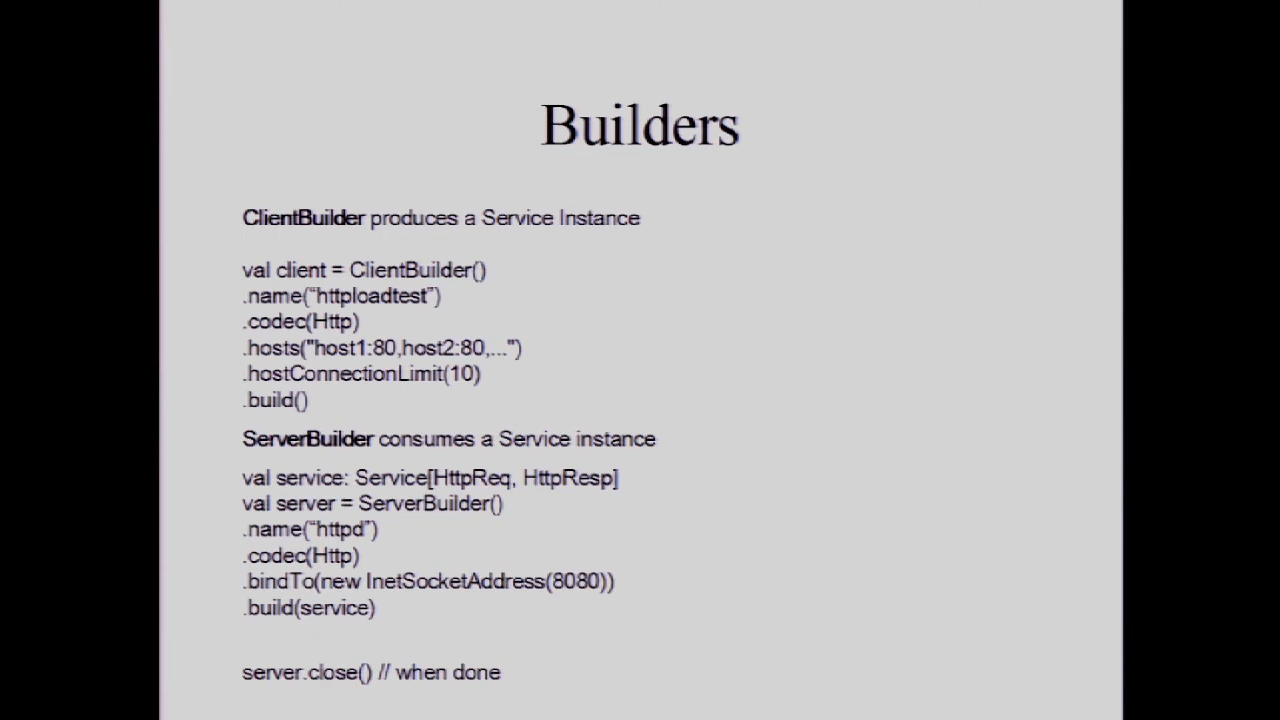 Builders
ClientBuilder produces a Service Instance
val client = ClientBuilder()
.name(“httploadtest”)
.codec(Http)
.hosts("host1:80,host2:80,...")
.hostConnectionLimit(10)
.build()
ServerBuilder consumes a Service instance
val service: Service[HttpReq, HttpResp]
val server = ServerBuilder()
.name(“httpd”)
.codec(Http)
.bindTo(new InetSocketAddress(8080))
.build(service)
server.close() // when done